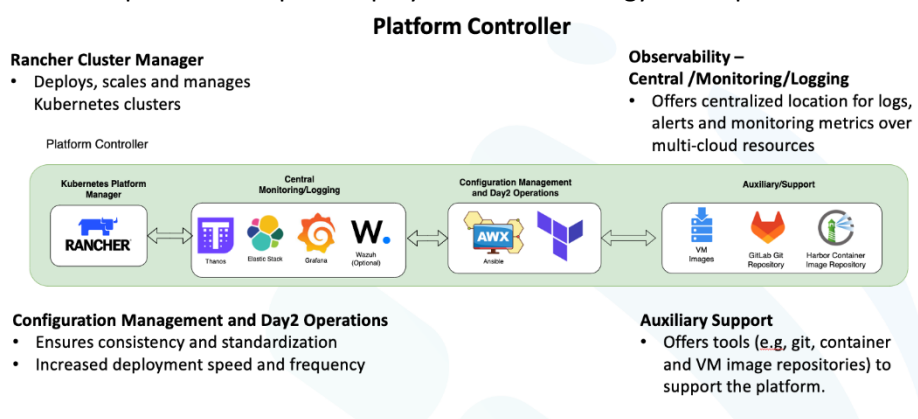 Platform Controller
Rancher Cluster Manager
• Deploys, scales and manages
Kubernetes clusters
Observability –
Central /Monitoring/Logging
• Offers centralized location for logs,
alerts and monitoring metrics over
multi-cloud resources
Platform Controller
Kubernetes Platform
Manager
RANCHER
Central
Monitoring/Logging
Thanos
Elastic Stack
Grafana
W.
Wazuh
(Optional)
Configuration Management
and Day2 Operations
AWX
Ansible
Auxiliary/Support
VM
Images
GitLab Git
Repository
Harbor Container
Image Repository
Configuration Management and Day2 Operations
• Ensures consistency and standardization
• Increased deployment speed and frequency
Auxiliary Support
• Offers tools (e.g, git, container
and VM image repositories) to
support the platform.